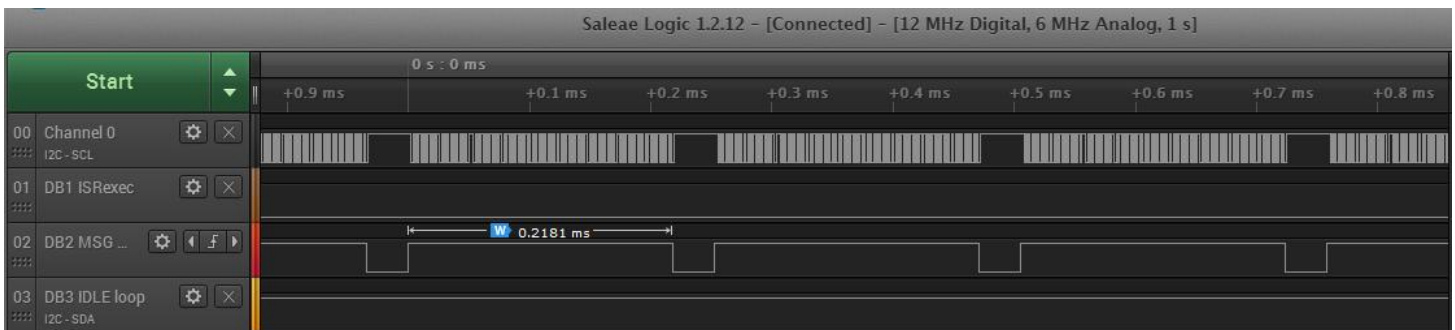 Saleae Logic 1.2.12 - [Connected] - [12 MHz Digital, 6 MHz Analog, 1 s]
Start
0 s : 0 ms
+0.9 ms +0.1 ms +0.2 ms +0.3 ms +0.4 ms +0.5 ms +0.6 ms +0.7 ms +0.8 ms
00 Channel 0
I2C - SCL
01 DB1 ISRexec
02 DB2 MSG ...
W 0.2181 ms
03 DB3 IDLE loop
I2C - SDA